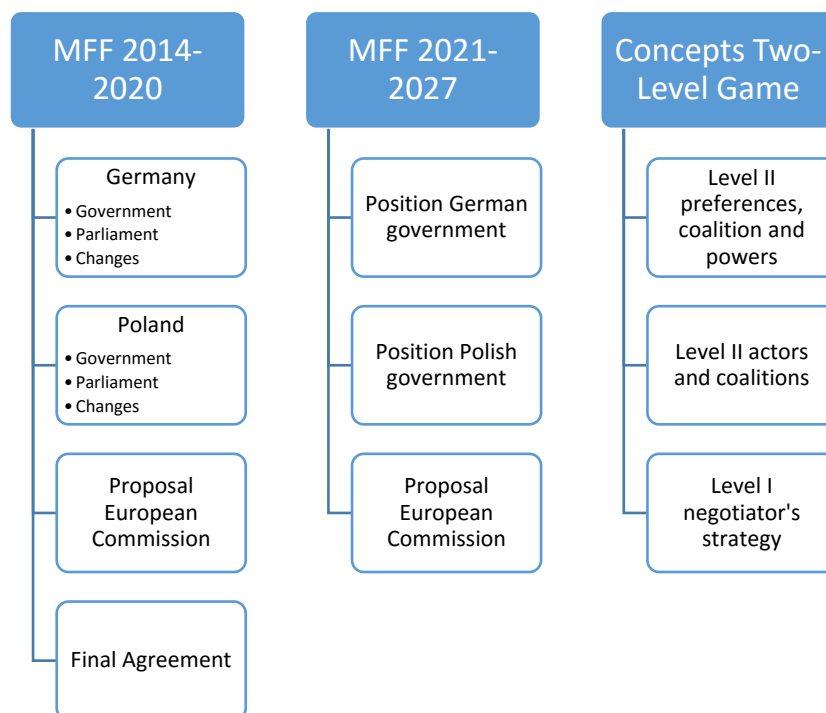 MFF 2014-
2020
Germany
• Government
• Parliament
• Changes
Poland
• Government
• Parliament
• Changes
Proposal
European
Commission
Final Agreement
MFF 2021-
2027
Position German
government
Position Polish
government
Proposal
European
Commission
Concepts Two-
Level Game
Level II
preferences,
coalition and
powers
Level II actors
and coalitions
Level I
negotiator's
strategy